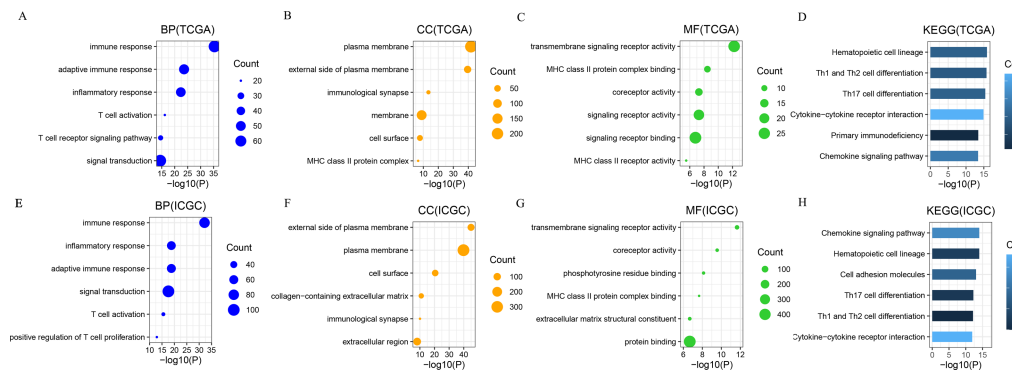 A
BP(TCGA)
immune response
adaptive immune response
inflammatory response
T cell activation
T cell receptor signaling pathway
signal transduction
15 20 25 30 35
−log10(P)
Count
20
30
40
50
60
B
CC(TCGA)
plasma membrane
external side of plasma membrane
immunological synapse
membrane
cell surface
MHC class II protein complex
10 20 30 40
−log10(P)
Count
50
100
150
200
C
MF(TCGA)
transmembrane signaling receptor activity
MHC class II protein complex binding
coreceptor activity
signaling receptor activity
signaling receptor binding
MHC class II receptor activity
6 8 10 12
−log10(P)
Count
10
15
20
25
D
KEGG(TCGA)
Hematopoietic cell lineage
Th1 and Th2 cell differentiation
Th17 cell differentiation
Cytokine−cytokine receptor interaction
Primary immunodeficiency
Chemokine signaling pathway
0 5 10 15
−log10(P)
E
BP(ICGC)
immune response
inflammatory response
adaptive immune response
signal transduction
T cell activation
positive regulation of T cell proliferation
10 15 20 25 30 35
−log10(P)
Count
40
60
80
100
F
CC(ICGC)
external side of plasma membrane
plasma membrane
cell surface
collagen−containing extracellular matrix
immunological synapse
extracellular region
10 20 30 40
−log10(P)
Count
100
200
300
G
MF(ICGC)
transmembrane signaling receptor activity
coreceptor activity
phosphotyrosine residue binding
MHC class II protein complex binding
extracellular matrix structural constituent
protein binding
6 8 10 12
−log10(P)
Count
100
200
300
400
H
KEGG(ICGC)
Chemokine signaling pathway
Hematopoietic cell lineage
Cell adhesion molecules
Th17 cell differentiation
Th1 and Th2 cell differentiation
Cytokine−cytokine receptor interaction
0 5 10 15
−log10(P)